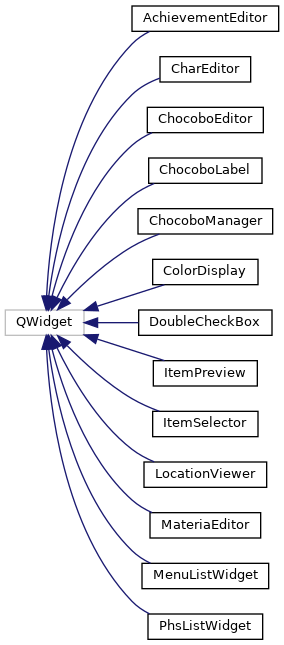 AchievementEditor
CharEditor
ChocoboEditor
ChocoboLabel
ChocoboManager
ColorDisplay
QWidget
DoubleCheckBox
ItemPreview
ItemSelector
LocationViewer
MateriaEditor
MenuListWidget
PhsListWidget